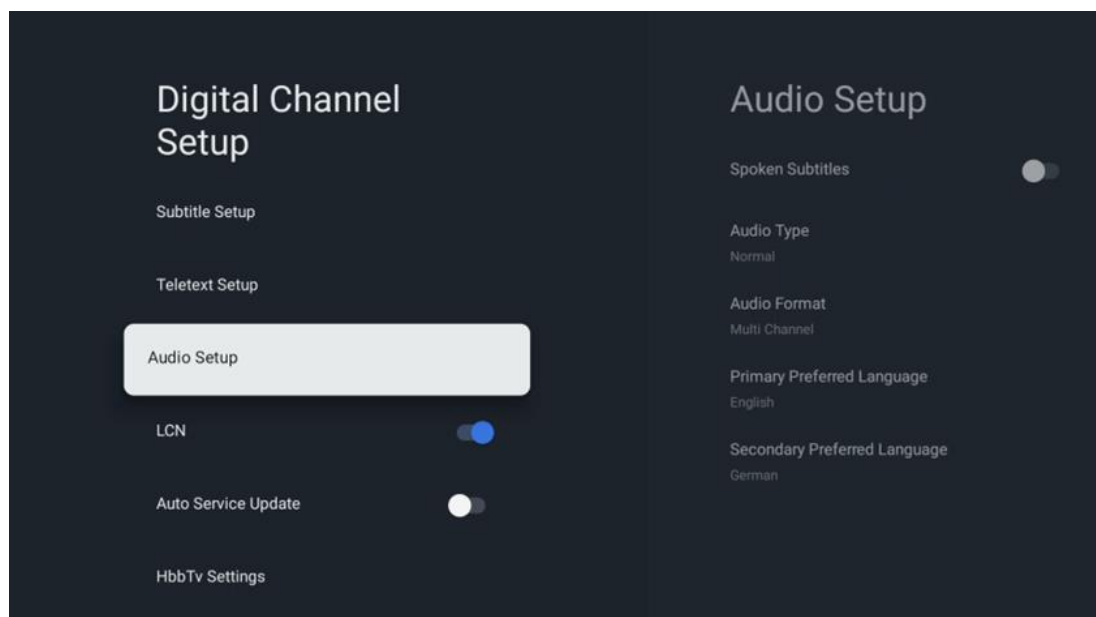 Digital Channel
Setup
Subtitle Setup
Teletext Setup
Audio Setup
LCN
Auto Service Update
HbbTv Settings
Audio Setup
Spoken Subtitles
Audio Type
Normal
Audio Format
Multi Channel
Primary Preferred Language
English
Secondary Preferred Language
German